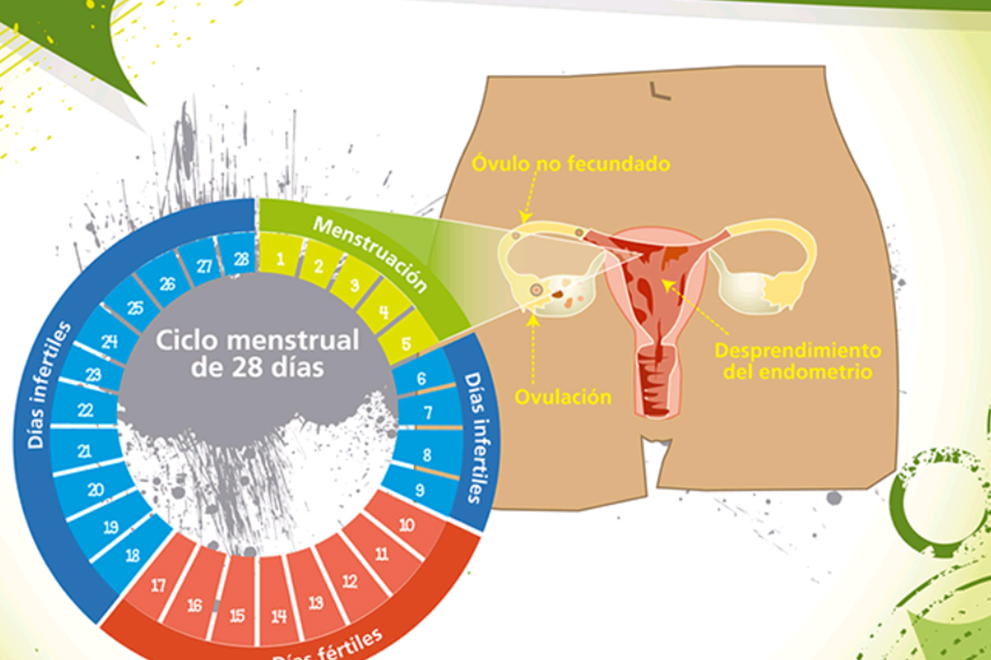 Óvulo no fecundado
Menstruación
Ciclo menstrual
de 28 días
Desprendimiento
del endometrio
Ovulación
Días infertiles
Días infertiles
Días fértiles
1
2
3
4
5
6
7
8
9
10
11
12
13
14
15
16
17
18
19
20
21
22
23
24
25
26
27
28